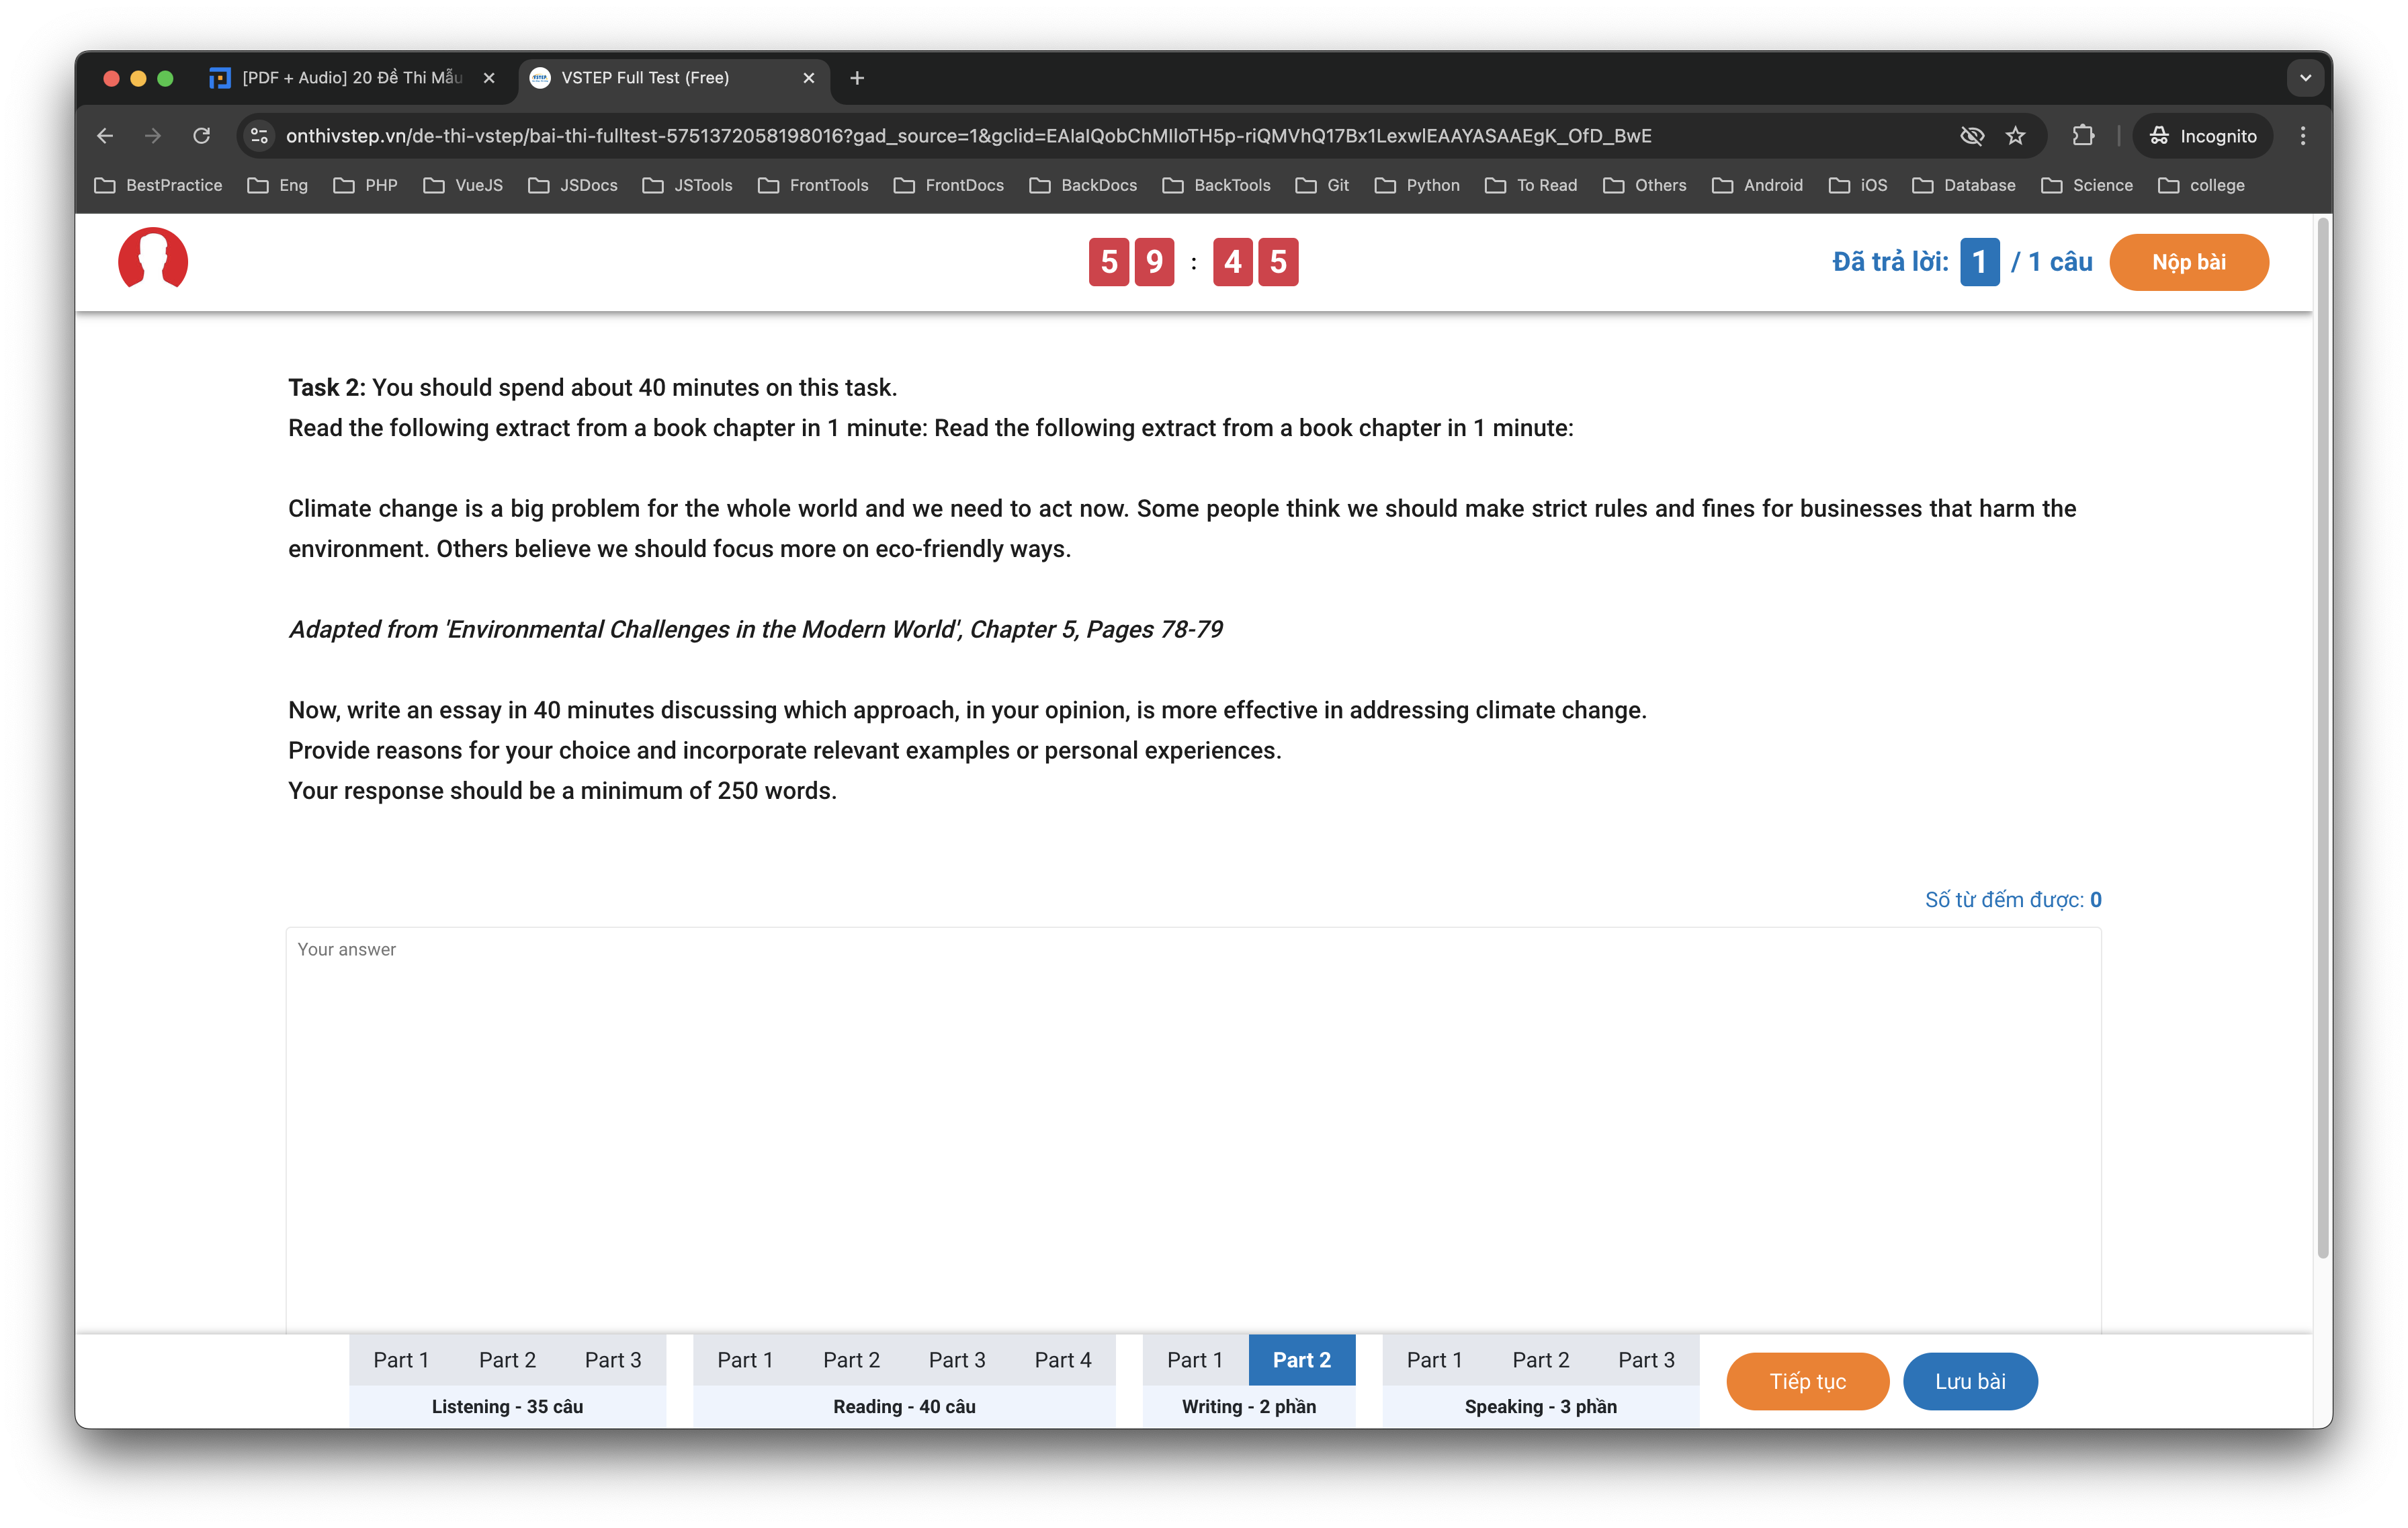 [PDF + Audio] 20 Đề Thi Mẫu
VSTEP Full Test (Free)
onthivstep.vn/de-thi-vstep/bai-thi-fulltest-5751372058198016?gad_source=1&gclid=EAIaIQobChMIloTH5p-riQMVhQ17Bx1LexwlEAAYASAAEgK_OfD_BwE
Incognito
BestPractice Eng PHP VueJS JSDocs JSTools FrontTools FrontDocs BackDocs BackTools Git Python To Read Others Android iOS Database Science college
5 9 : 4 5
Đã trả lời: 1 / 1 câu
Nộp bài
Task 2: You should spend about 40 minutes on this task.
Read the following extract from a book chapter in 1 minute: Read the following extract from a book chapter in 1 minute:
Climate change is a big problem for the whole world and we need to act now. Some people think we should make strict rules and fines for businesses that harm the
environment. Others believe we should focus more on eco-friendly ways.
Adapted from 'Environmental Challenges in the Modern World', Chapter 5, Pages 78-79
Now, write an essay in 40 minutes discussing which approach, in your opinion, is more effective in addressing climate change.
Provide reasons for your choice and incorporate relevant examples or personal experiences.
Your response should be a minimum of 250 words.
Số từ đếm được: 0
Your answer
Part 1 Part 2 Part 3
Listening - 35 câu
Part 1 Part 2 Part 3 Part 4
Reading - 40 câu
Part 1 Part 2
Writing - 2 phần
Part 1 Part 2 Part 3
Speaking - 3 phần
Tiếp tục
Lưu bài